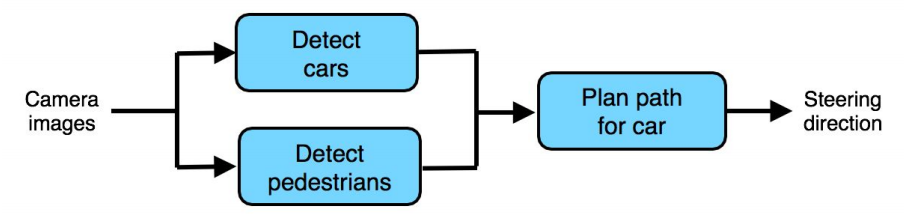 Camera
images
Detect
cars
Detect
pedestrians
Plan path
for car
Steering
direction